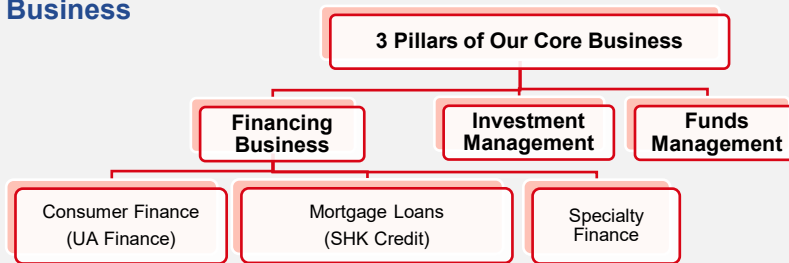 Business
3 Pillars of Our Core Business
Financing
Business
Investment
Management
Funds
Management
Consumer Finance
(UA Finance)
Mortgage Loans
(SHK Credit)
Specialty
Finance